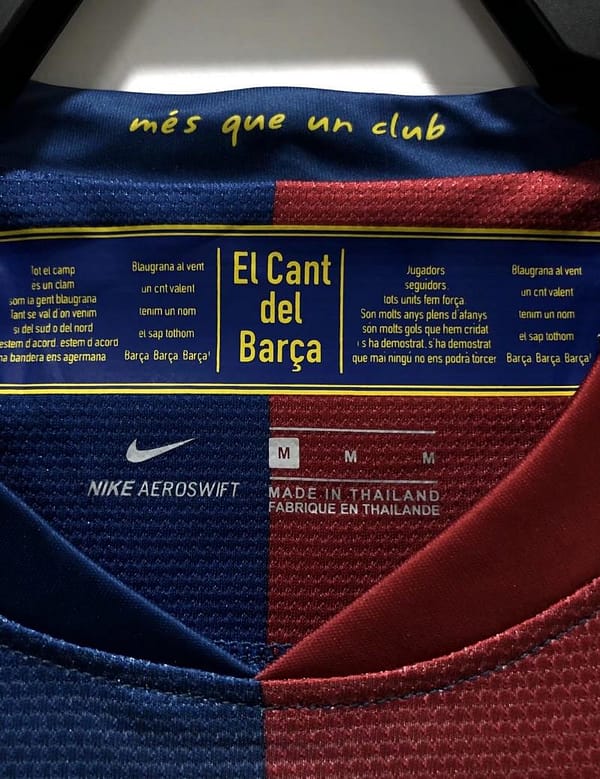 més que un club
Tot el camp
es un clam
som la gent blaugrana
Tant se val d'on venim
si del sud o del nord
estem d'acord, estem d'acord
na bandera ens agermana
Blaugrana al vent
un crit valent
tenim un nom
el sap tothom
Barça, Barça, Barça!
El Cant
del
Barça
Jugadors
seguidors,
tots units fem força
Son molts anys plens d'afanys
són molts gols que hem cridat
s'ha demostrat, s'ha demostrat
que mai ningú no ens podrà tòrcer
Blaugrana al vent
un crit valent
tenim un nom
el sap tothom
Barça, Barça, Barça!
NIKE AEROSWIFT
M M M
MADE IN THAILAND
FABRIQUE EN THAILANDE